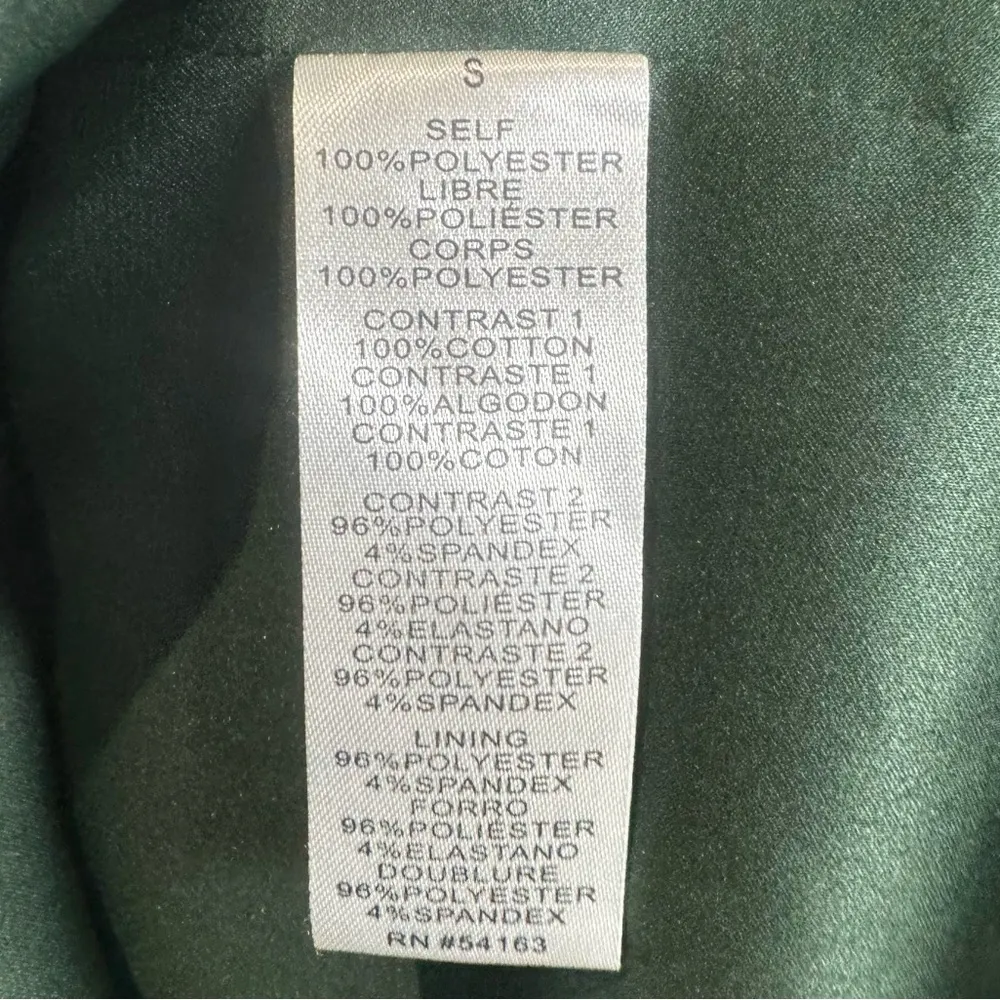 S
SELF
100%POLYESTER
LIBRE
100%POLIÉSTER
CORPS
100%POLYESTER
CONTRAST 1
100%COTTON
CONTRASTE 1
100%ALGODON
CONTRASTE 1
100%COTON
CONTRAST 2
96%POLYESTER
4%SPANDEX
CONTRASTE 2
96%POLIÉSTER
4%ELASTANO
CONTRASTE 2
96%POLYESTER
4%SPANDEX
LINING
96%POLYESTER
4%SPANDEX
FORRO
96%POLIÉSTER
4%ELASTANO
DOUBLURE
96%POLYESTER
4%SPANDEX
RN #54163